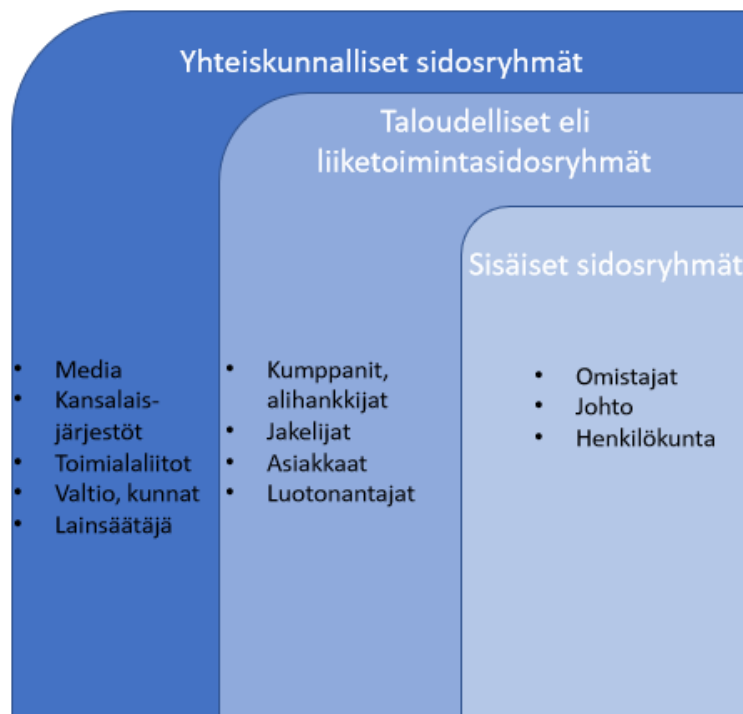 Yhteiskunnalliset sidosryhmät
Taloudelliset eli
liiketoimintasidosryhmät
Sisäiset sidosryhmät
• Media
• Kansalais-
järjestöt
• Toimialaliitot
• Valtio, kunnat
• Lainsäätäjä
• Kumppanit,
alihankkijat
• Jakelijat
• Asiakkaat
• Luotonantajat
• Omistajat
• Johto
• Henkilökunta